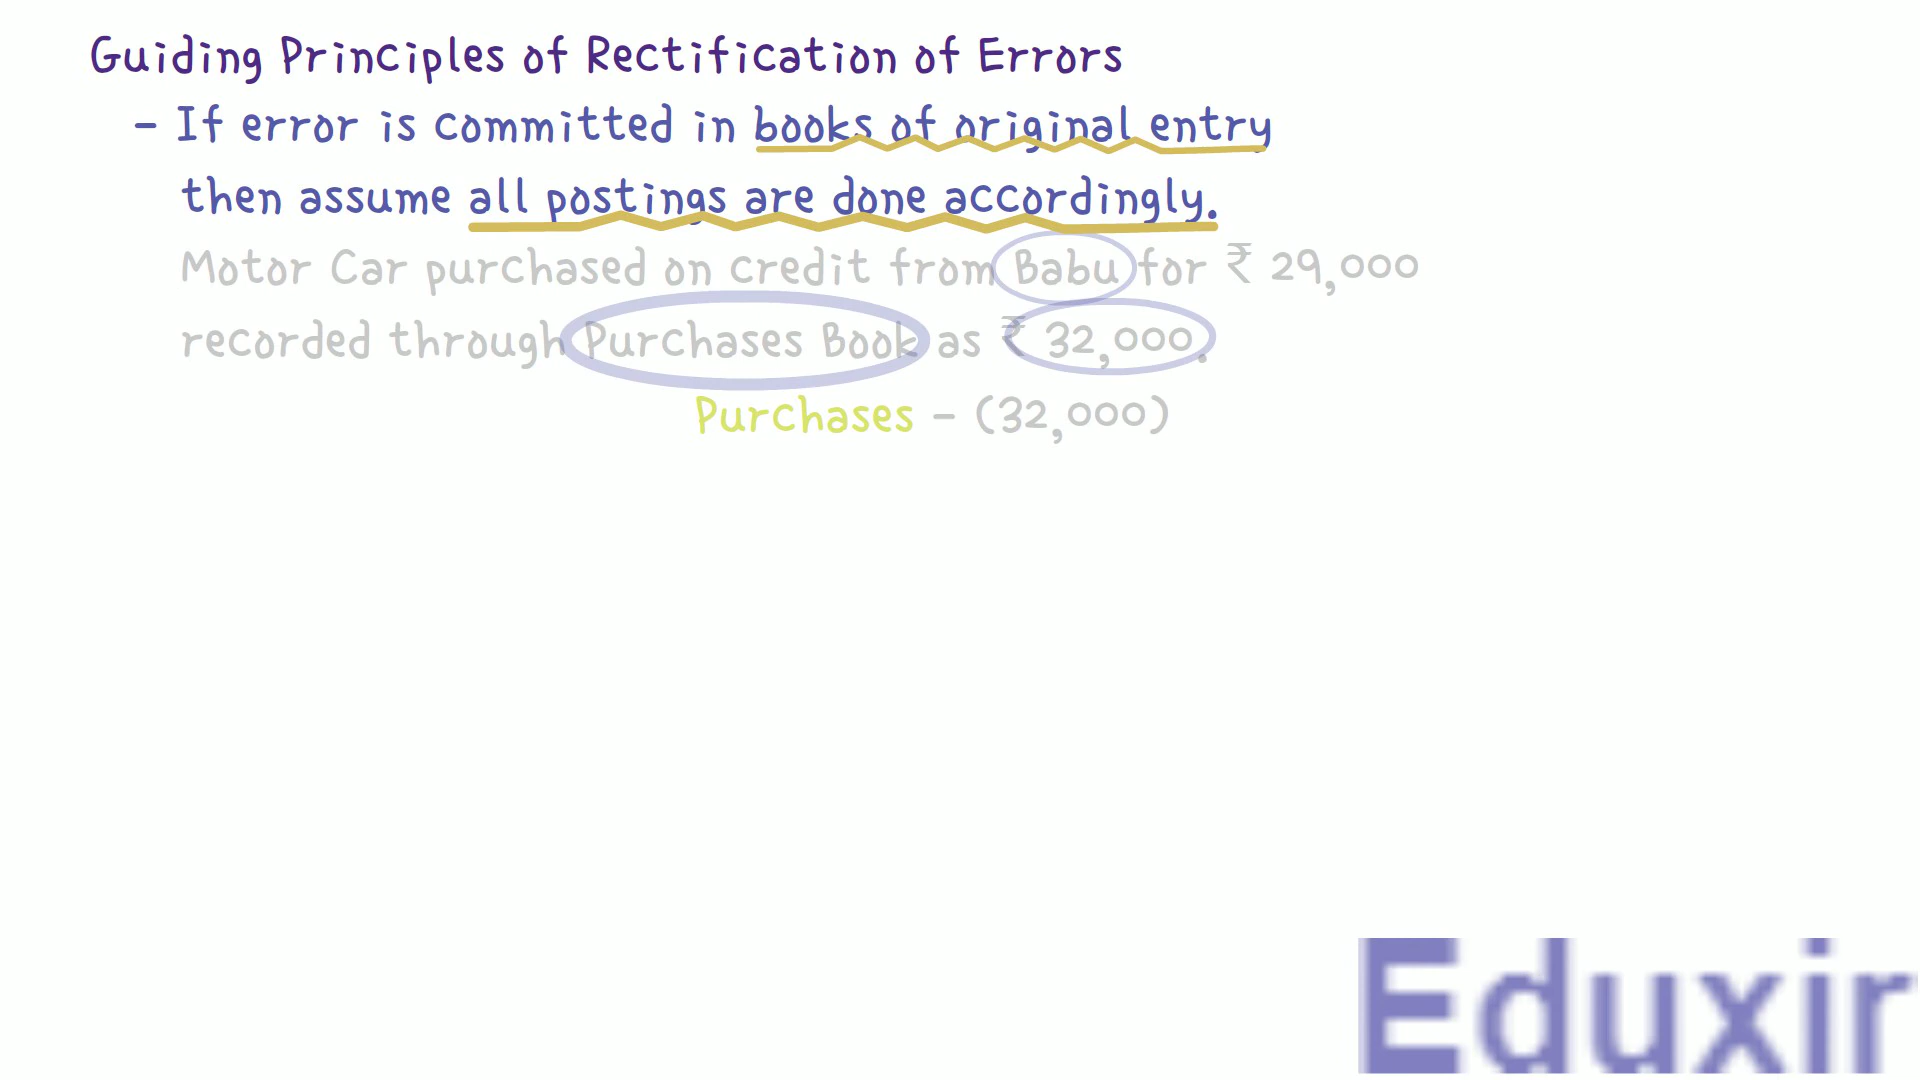 Guiding Principles of Rectification of Errors
- If error is committed in books of original entry
then assume all postings are done accordingly.
Motor Car purchased on credit from Babu for ₹ 29,000
recorded through Purchases Book as ₹ 32,000.
Purchases - (32,000)
Eduxir